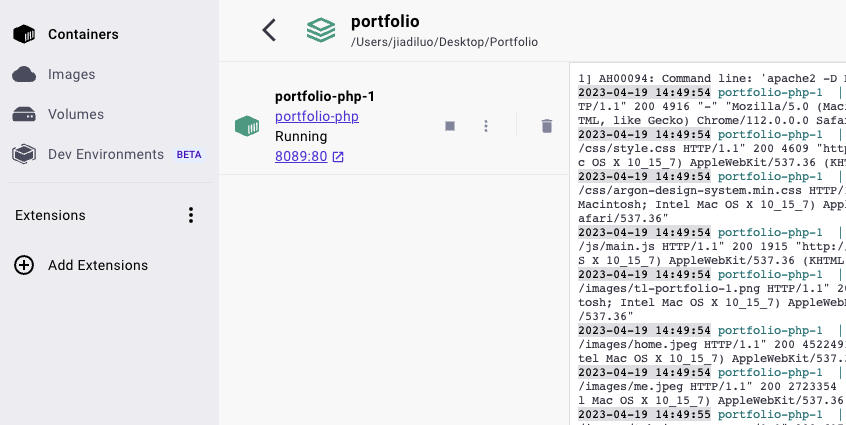 Containers
Images
Volumes
Dev Environments BETA
Extensions
Add Extensions
portfolio
/Users/jiadiluo/Desktop/Portfolio
portfolio-php-1
portfolio-php
Running
8089:80
1] AH00094: Command line: 'apache2 -D
2023-04-19 14:49:54 portfolio-php-1 |
TP/1.1" 200 4916 "-" "Mozilla/5.0 (Mac
TML, like Gecko) Chrome/112.0.0.0 Safa
2023-04-19 14:49:54 portfolio-php-1 |
/css/style.css HTTP/1.1" 200 4609 "http
c OS X 10_15_7) AppleWebKit/537.36 (KHT
2023-04-19 14:49:54 portfolio-php-1 |
/css/argon-design-system.min.css HTTP/
Macintosh; Intel Mac OS X 10_15_7) Appl
afari/537.36"
2023-04-19 14:49:54 portfolio-php-1 |
/js/main.js HTTP/1.1" 200 1915 "http:/
S X 10_15_7) AppleWebKit/537.36 (KHTML
2023-04-19 14:49:54 portfolio-php-1 |
/images/tl-portfolio-1.png HTTP/1.1" 2
tosh; Intel Mac OS X 10_15_7) AppleWeb
/537.36"
2023-04-19 14:49:54 portfolio-php-1 |
/images/home.jpeg HTTP/1.1" 200 452249
tel Mac OS X 10_15_7) AppleWebKit/537.
2023-04-19 14:49:54 portfolio-php-1 |
/images/me.jpeg HTTP/1.1" 200 2723354
l Mac OS X 10_15_7) AppleWebKit/537.36
2023-04-19 14:49:55 portfolio-php-1 |